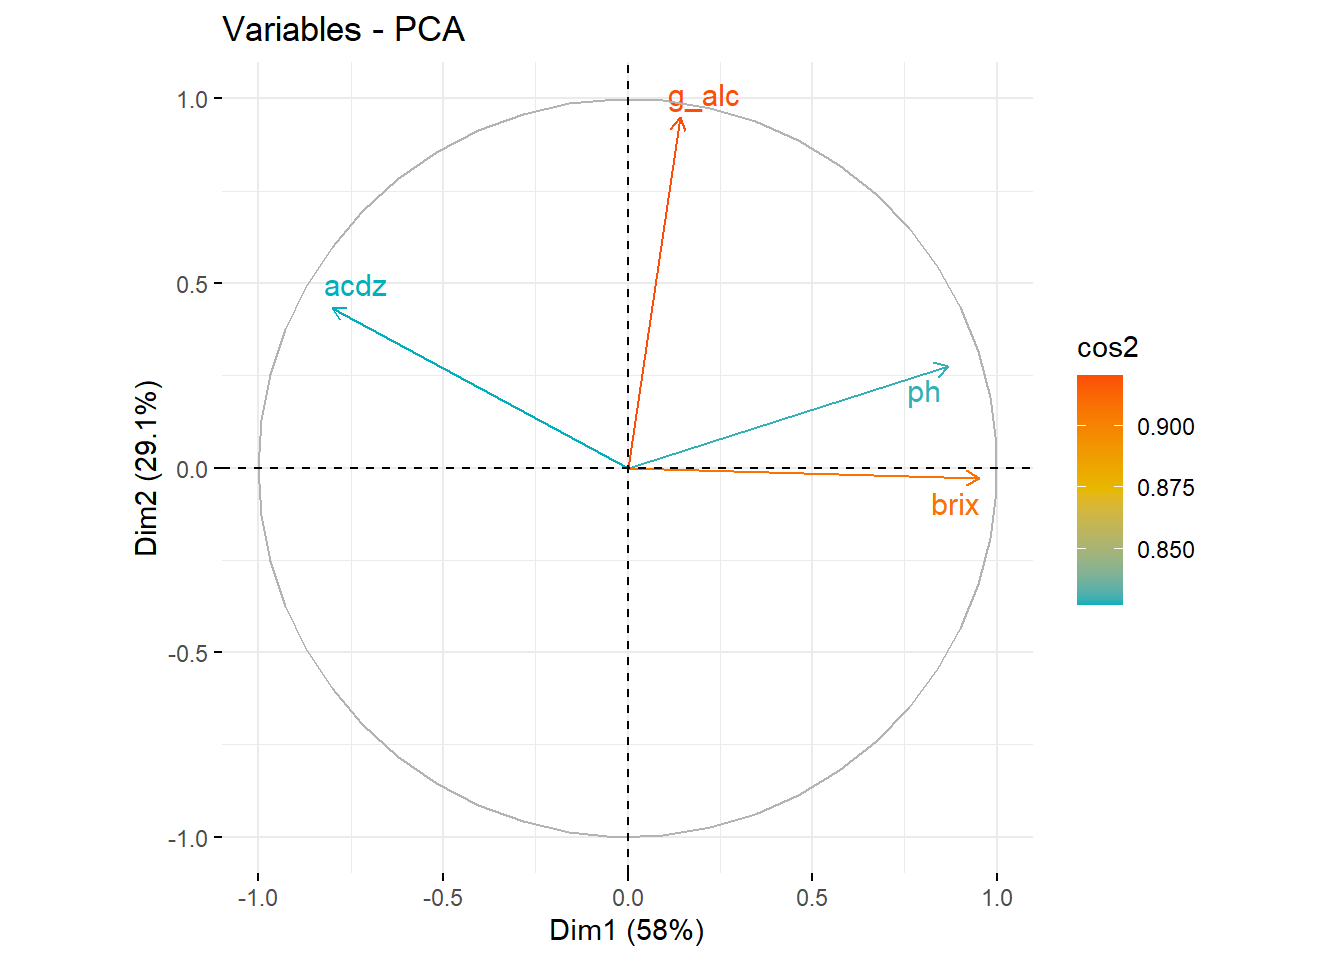 Variables - PCA
g_alc
acdz
ph
brix
1.0
0.5
0.0
-0.5
-1.0
Dim2 (29.1%)
-1.0
-0.5
0.0
0.5
1.0
Dim1 (58%)
cos2
0.900
0.875
0.850